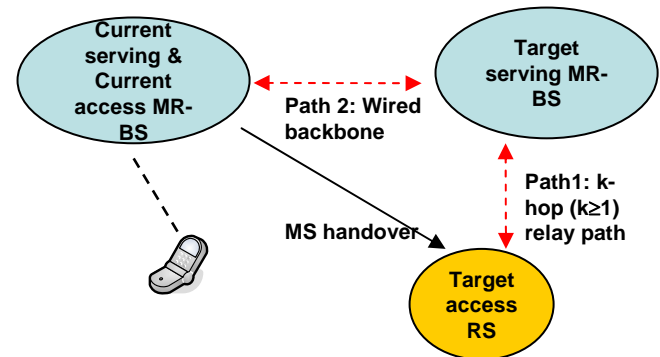 Current
serving &
Current
access MR-
BS
Target
serving MR-
BS
Path 2: Wired
backbone
Path1: k-
hop (k≥1)
relay path
MS handover
Target
access
RS